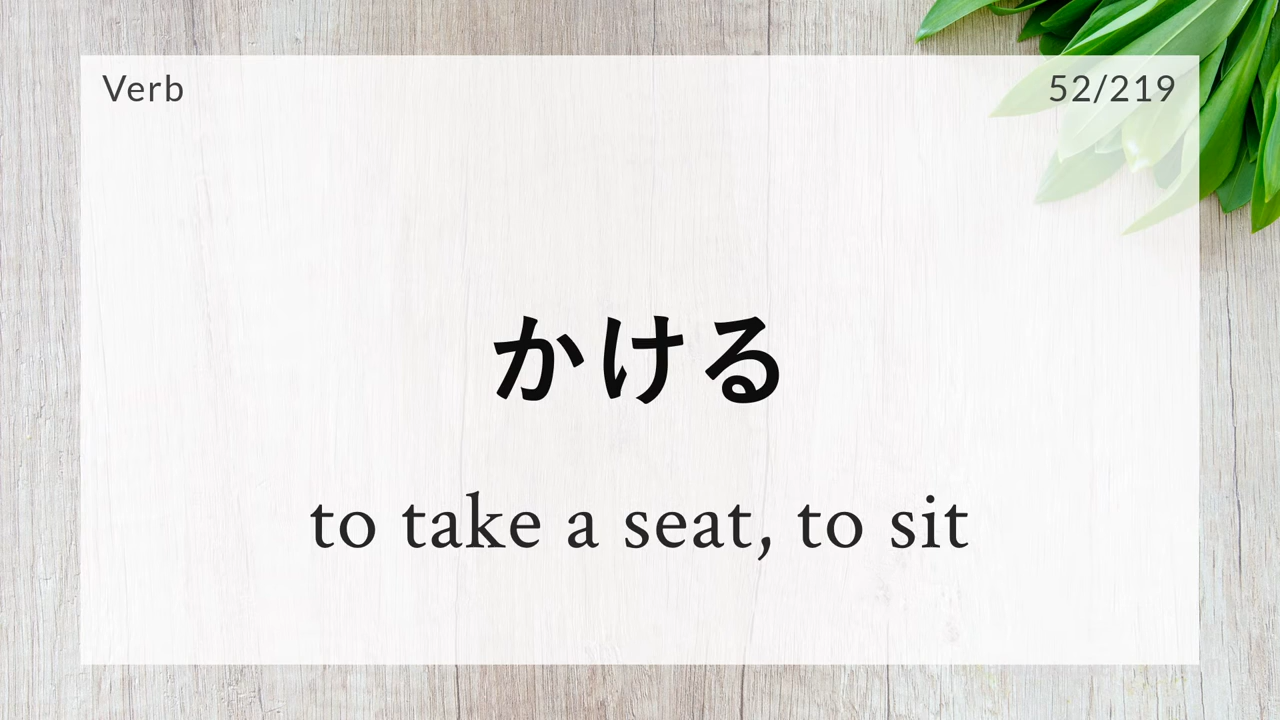 Verb
52/219
かける
to take a seat, to sit